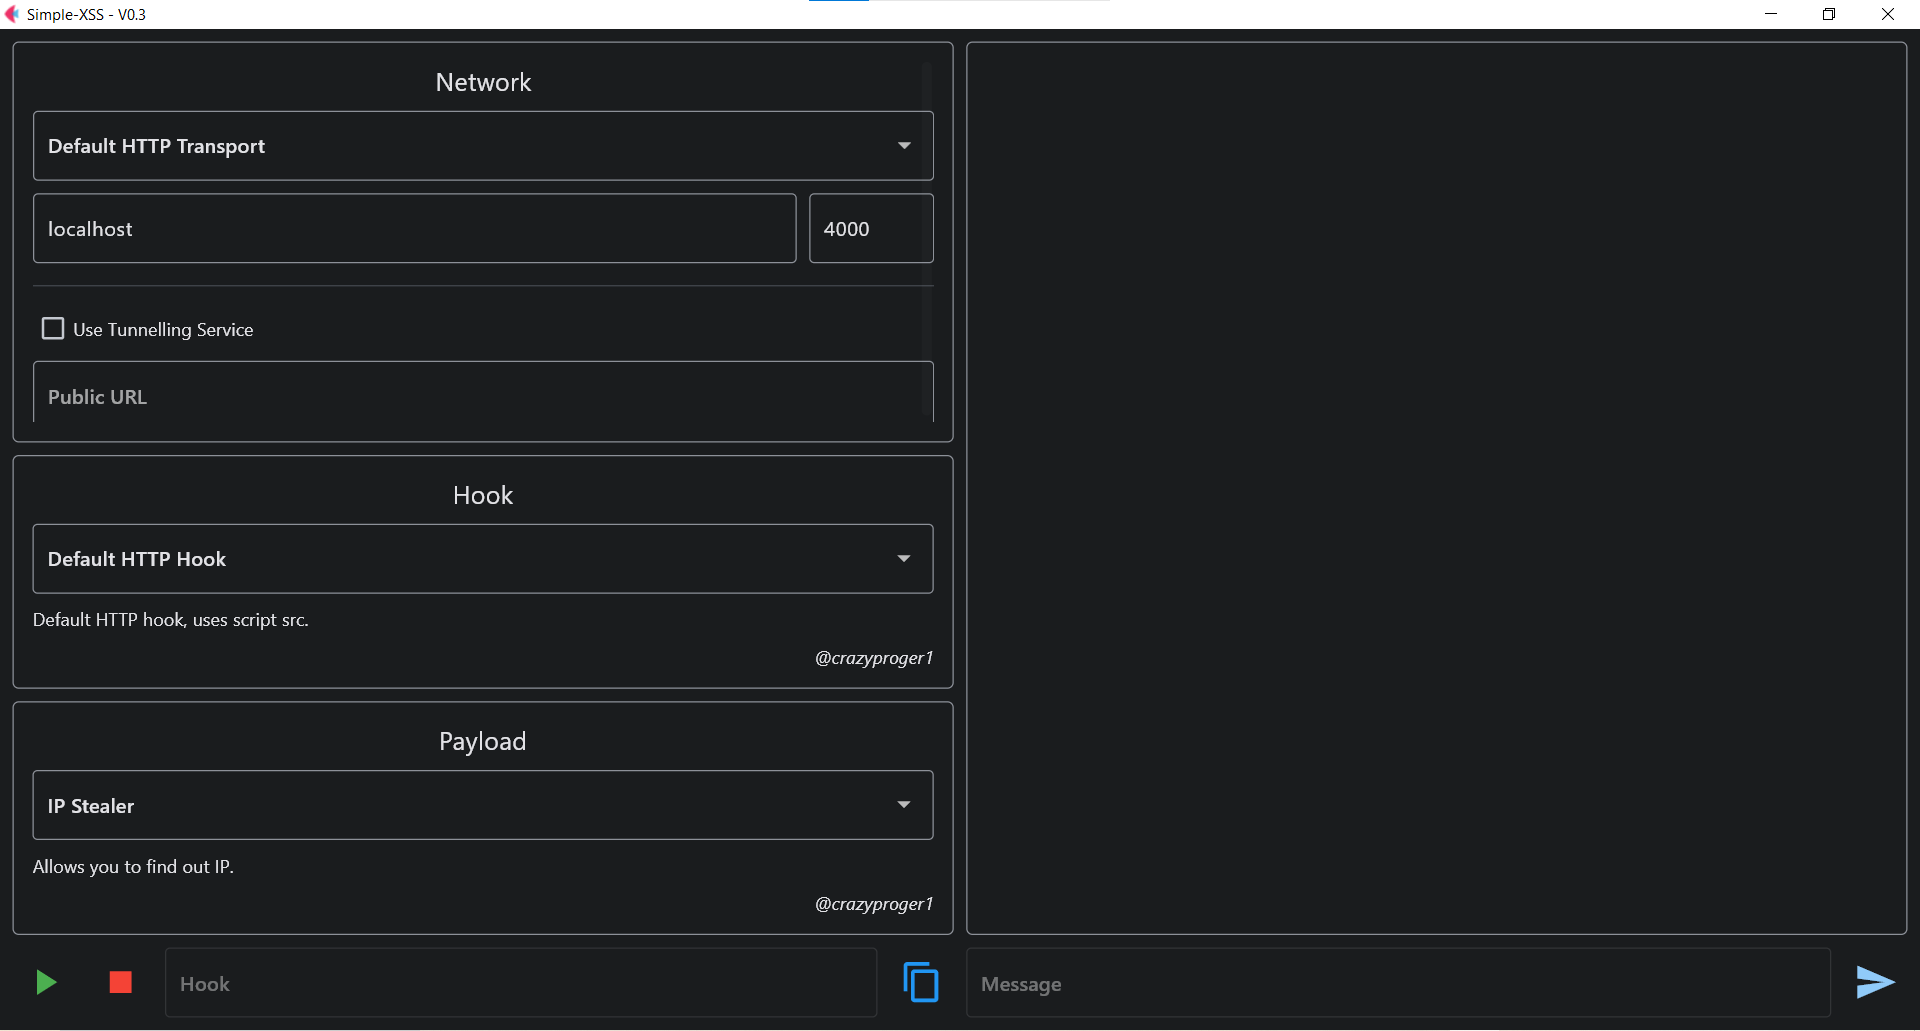 Simple-XSS - V0.3
Network
Default HTTP Transport
localhost
4000
Use Tunnelling Service
Public URL
Hook
Default HTTP Hook
Default HTTP hook, uses script src.
@crazyproger1
Payload
IP Stealer
Allows you to find out IP.
@crazyproger1
Hook
Message